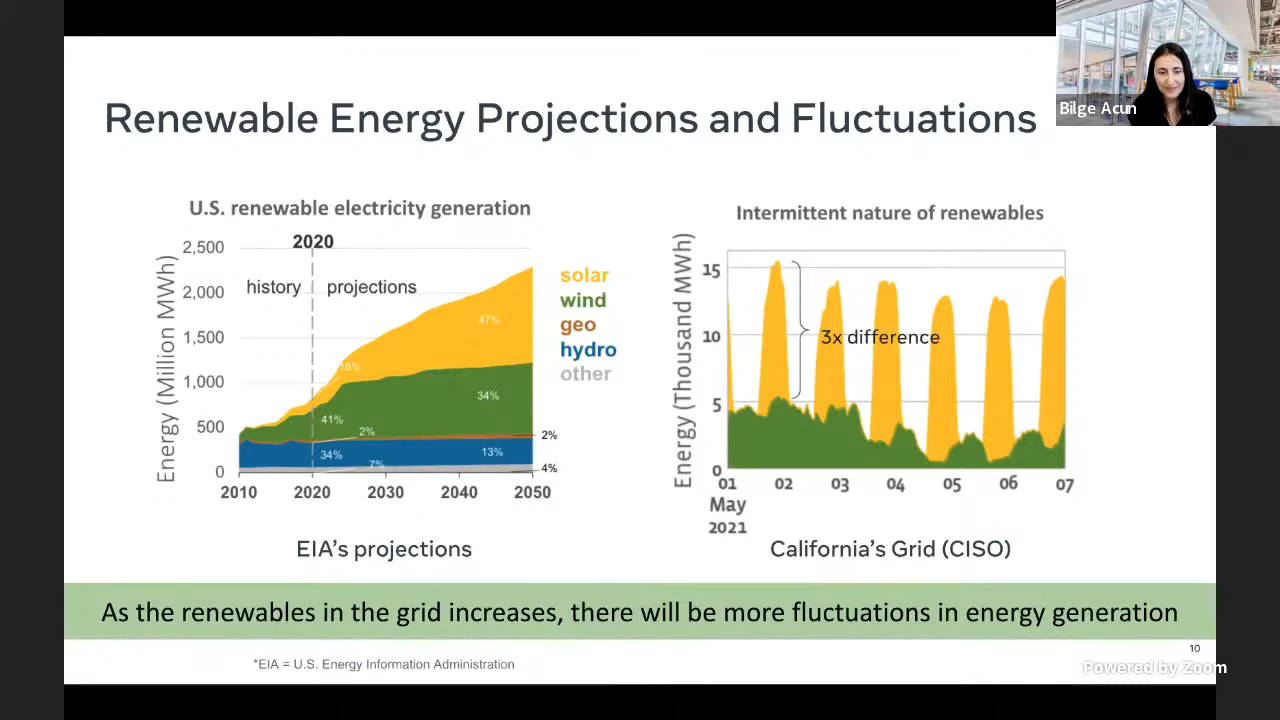 Bilge Acun
Renewable Energy Projections and Fluctuations
U.S. renewable electricity generation
2020
history
projections
Energy (Million MWh)
2,500
2,000
1,500
1,000
500
0
2010
2020
2030
2040
2050
47%
16%
34%
41%
2%
2%
34%
13%
7%
4%
solar
wind
geo
hydro
other
EIA's projections
Intermittent nature of renewables
Energy (Thousand MWh)
15
10
5
0
3x difference
01
02
03
04
05
06
07
May
2021
California's Grid (CISO)
As the renewables in the grid increases, there will be more fluctuations in energy generation
*EIA = U.S. Energy Information Administration
10
Powered by Zoom